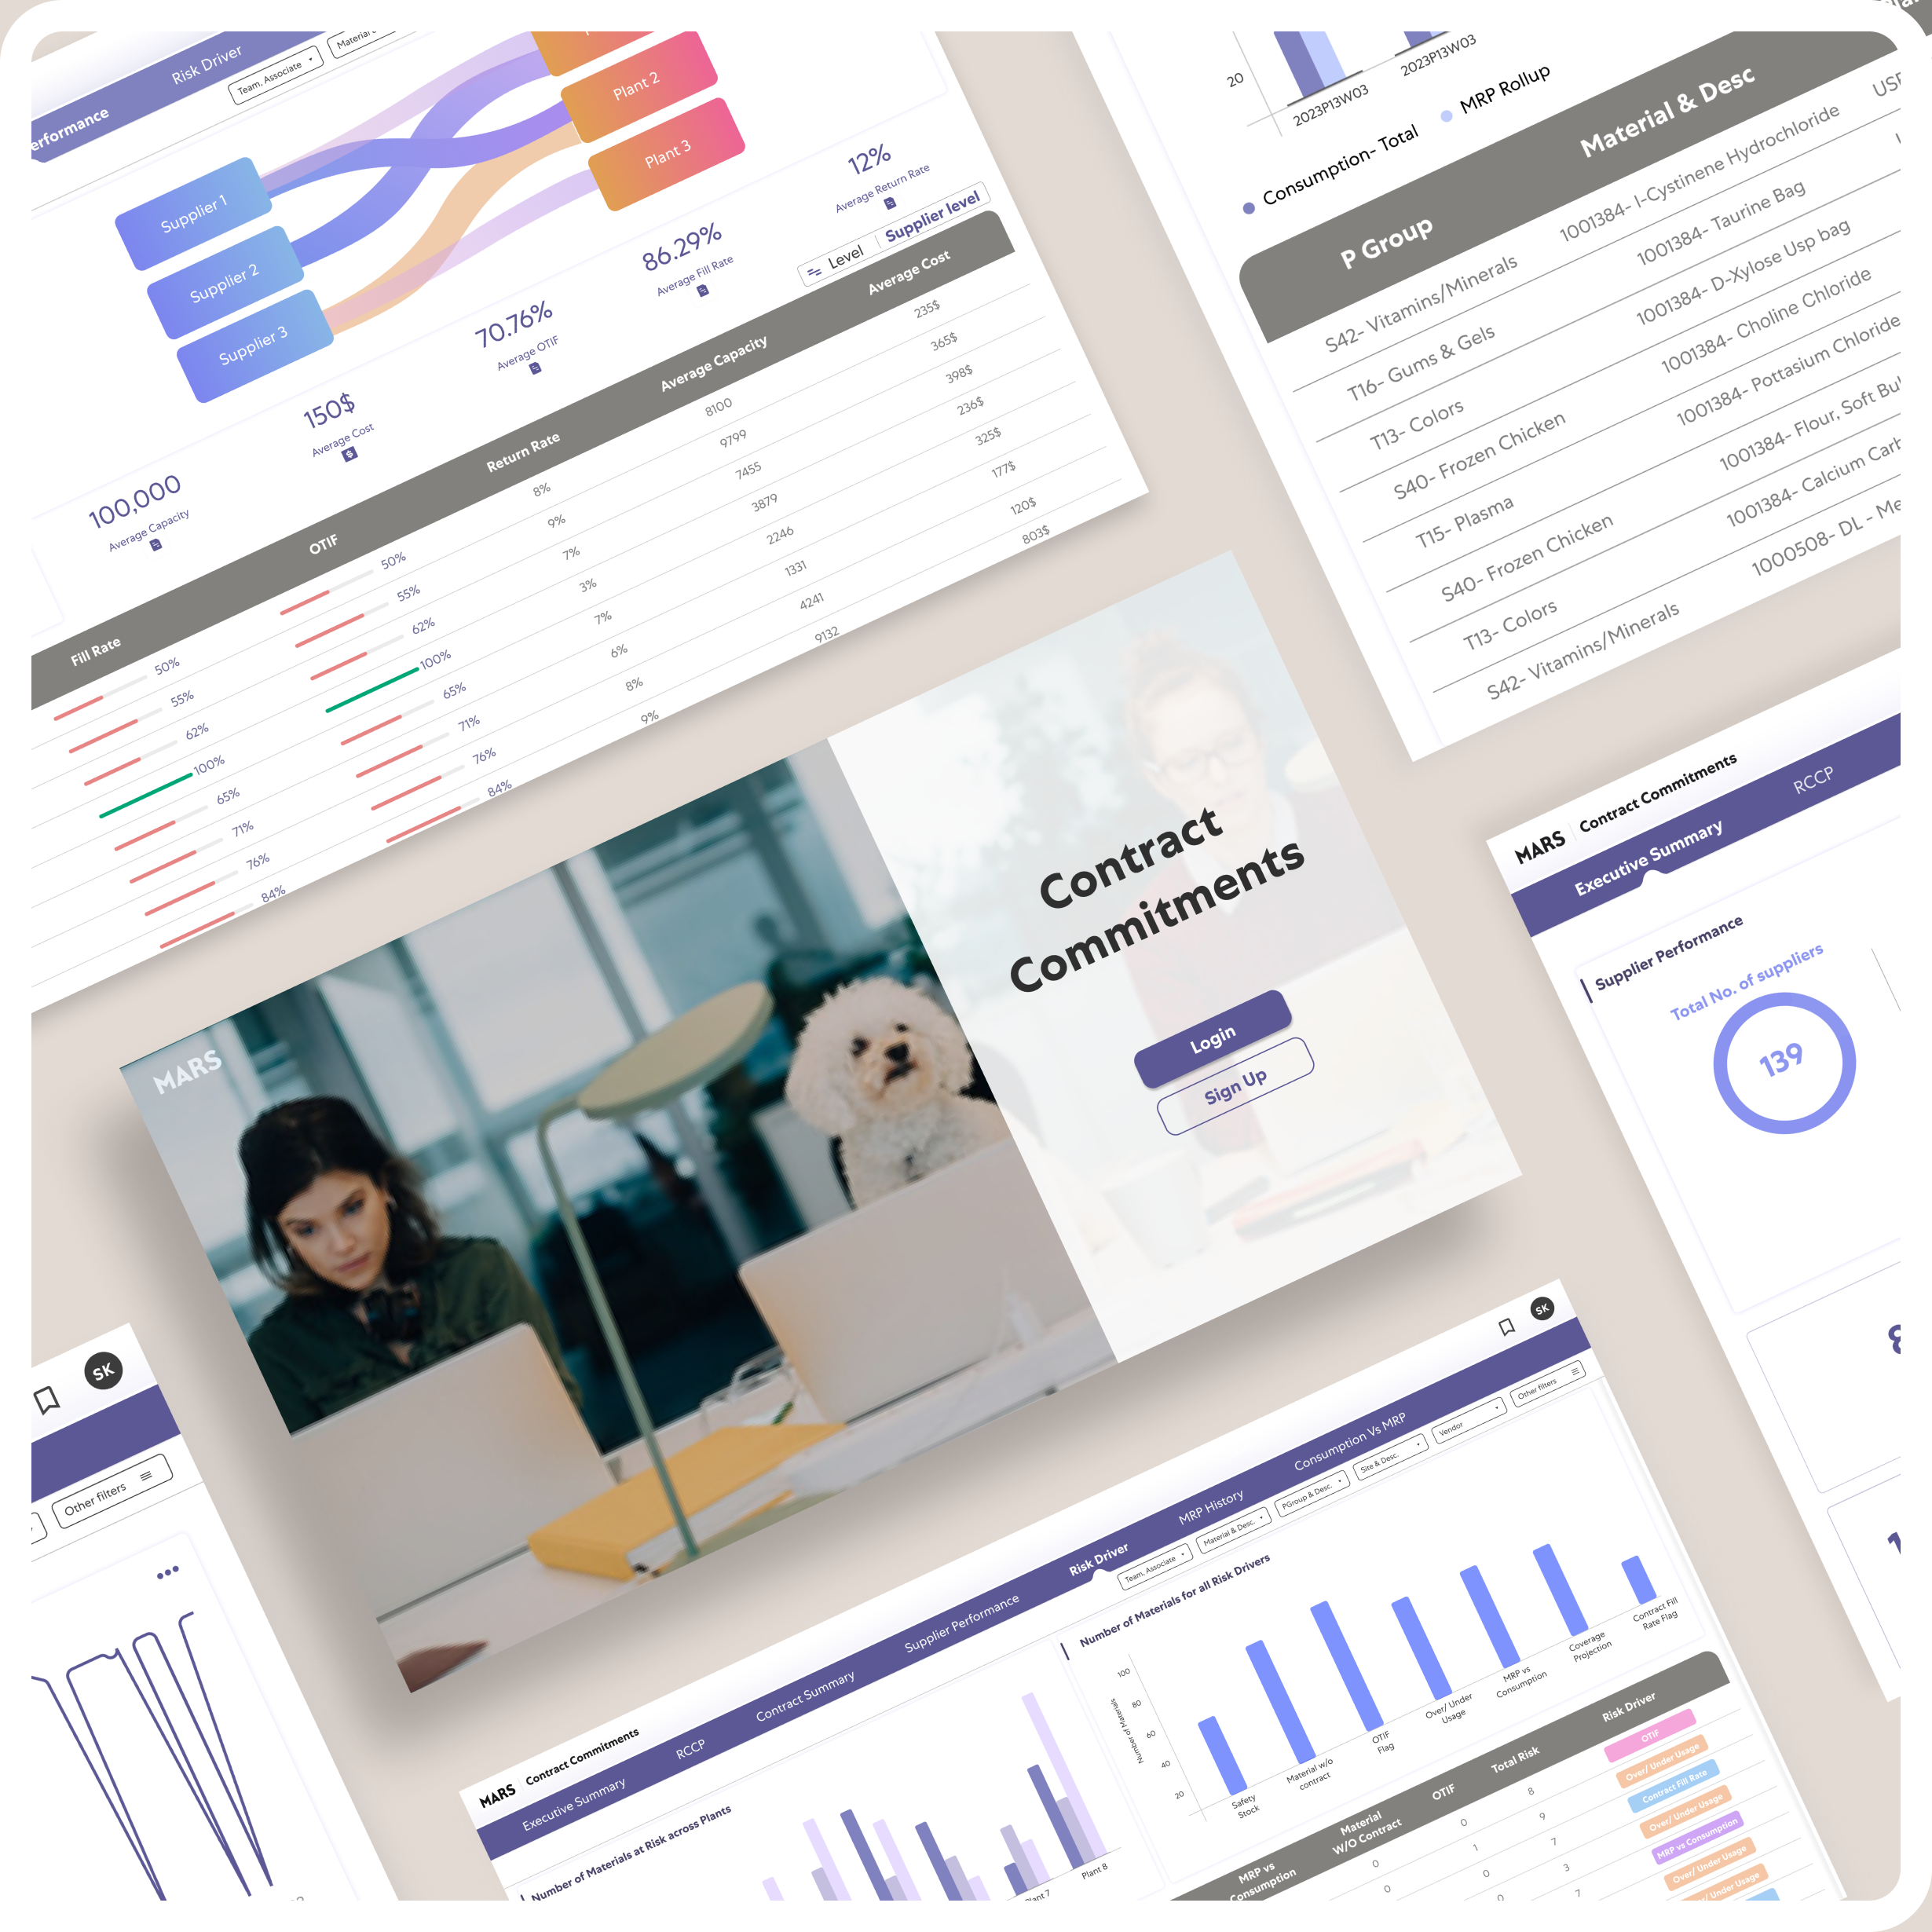 Risk Driver
Team, Associate
erformance
Supplier 1
Supplier 2
Supplier 3
Plant 2
Plant 3
100,000
Average Capacity
150$
Average Cost
70.76%
Average OTIF
86.29%
Average Fill Rate
12%
Average Return Rate
Level
Supplier level
Fill Rate
OTIF
Return Rate
Average Capacity
Average Cost
50%
50%
8%
8100
235$
55%
55%
9%
9799
365$
62%
62%
7%
7455
398$
100%
100%
3%
3879
236$
65%
65%
7%
2246
325$
71%
71%
6%
1331
177$
76%
76%
8%
4241
120$
84%
84%
9%
9132
803$
20
2023P13W03
2023P13W03
Consumption- Total
MRP Rollup
P Group
Material & Desc
S42- Vitamins/Minerals
1001384- I-Cystinene Hydrochloride
USP
T16- Gums & Gels
1001384- Taurine Bag
T13- Colors
1001384- D-Xylose Usp bag
S40- Frozen Chicken
1001384- Choline Chloride
T15- Plasma
1001384- Pottasium Chloride
S40- Frozen Chicken
1001384- Flour, Soft Bu
T13- Colors
1001384- Calcium Carb
S42- Vitamins/Minerals
1000508- DL - Me
MARS
Contract
Commitments
Login
Sign Up
MARS
Contract Commitments
Executive Summary
RCCP
Supplier Performance
Total No. of suppliers
139
SK
Other filters
SK
MARS
Contract Commitments
Executive Summary
RCCP
Contract Summary
Supplier Performance
Risk Driver
MRP History
Consumption Vs MRP
Team, Associate
Material & Desc.
PGroup & Desc.
Site & Desc.
Vendor
Other filters
Number of Materials at Risk across Plants
Plant 8
Number of Materials for all Risk Drivers
Number of Materials
100
80
60
40
20
Safety
Stock
Material w/o
contract
OTIF
Flag
Over/ Under
Usage
MRP vs
Consumption
Coverage
Projection
Contract Fill
Rate Flag
MRP vs
Consumption
Material
W/O Contract
OTIF
Total Risk
Risk Driver
0
0
8
OTIF
0
1
9
Over/ Under Usage
0
7
Contract Fill Rate
0
3
Over/ Under Usage
7
MRP vs Consumption
Over/ Under Usage
/ Under Usage